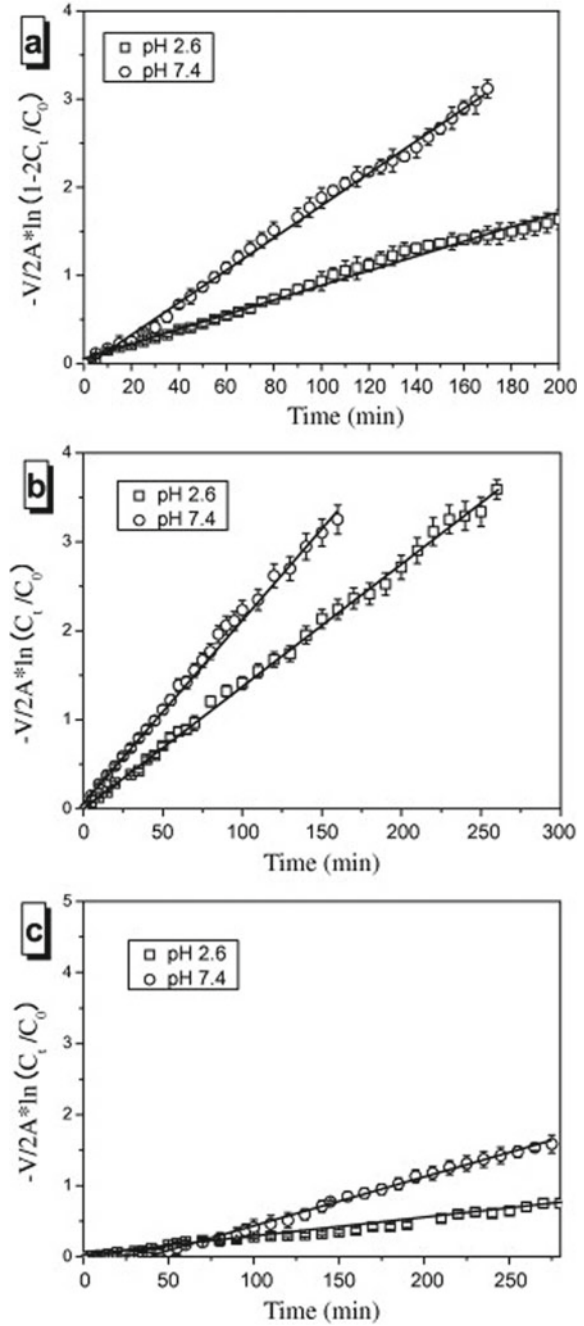 a
pH 2.6
pH 7.4
-V/2A*ln (1-2Cₜ/C₀)
4
3
2
1
0
0 20 40 60 80 100 120 140 160 180 200
Time (min)
b
pH 2.6
pH 7.4
-V/2A*ln (Cₜ/C₀)
4
3
2
1
0
0 50 100 150 200 250 300
Time (min)
c
pH 2.6
pH 7.4
-V/2A*ln (Cₜ/C₀)
5
4
3
2
1
0
0 50 100 150 200 250
Time (min)